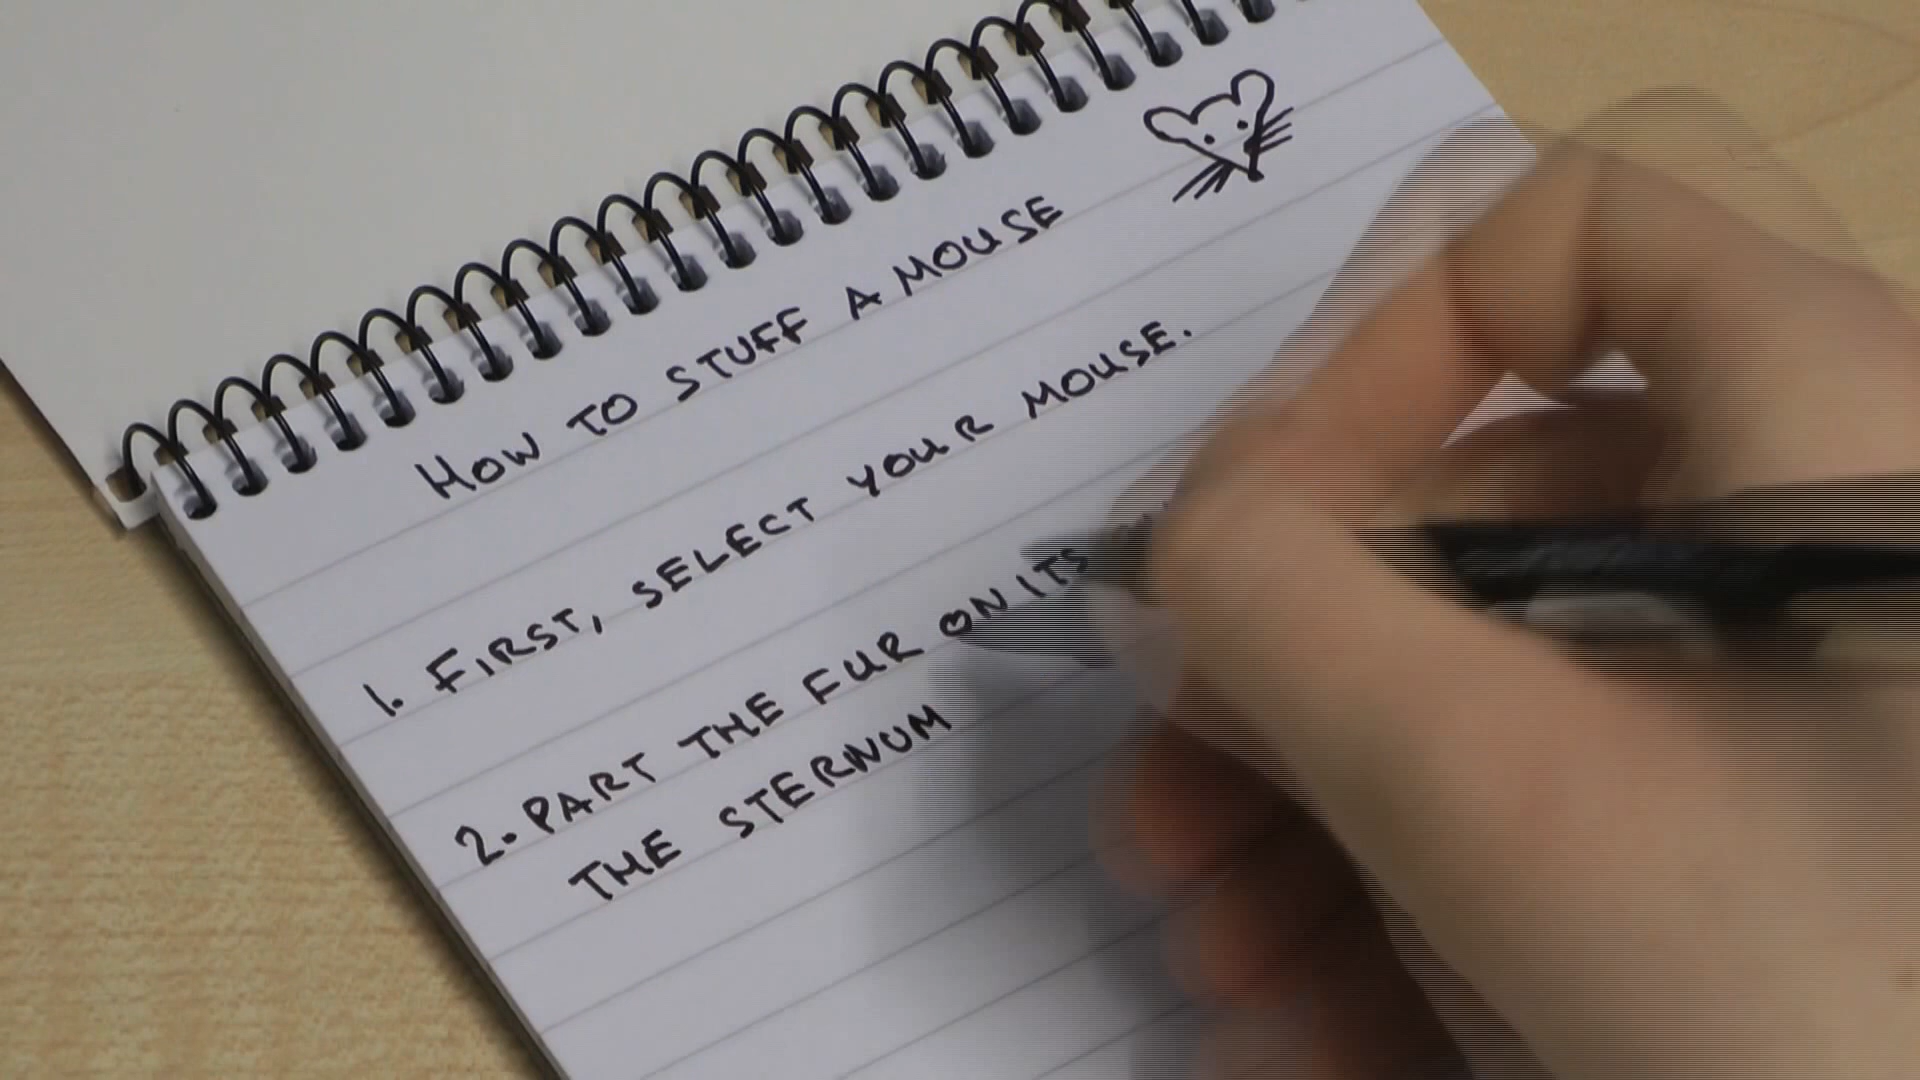 HOW TO STUFF A MOUSE
1. FIRST, SELECT YOUR MOUSE.
2. PART THE FUR ON ITS
THE STERNUM